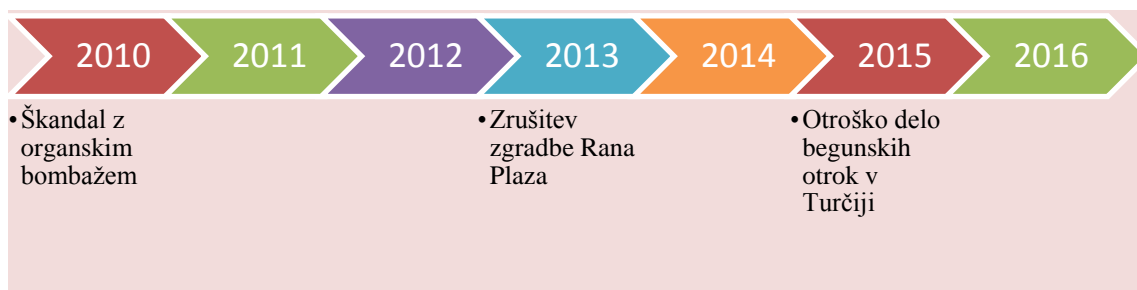 2010 2011 2012 2013 2014 2015 2016
•Škandal z
organskim
bombažem
•Zrušitev
zgradbe Rana
Plaza
•Otroško delo
begunskih
otrok v
Turčiji